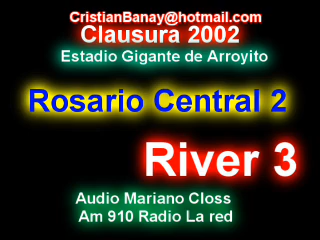 CristianBanay@hotmail.com
Clausura 2002
Estadio Gigante de Arroyito
Rosario Central 2
River 3
Audio Mariano Closs
Am 910 Radio La red